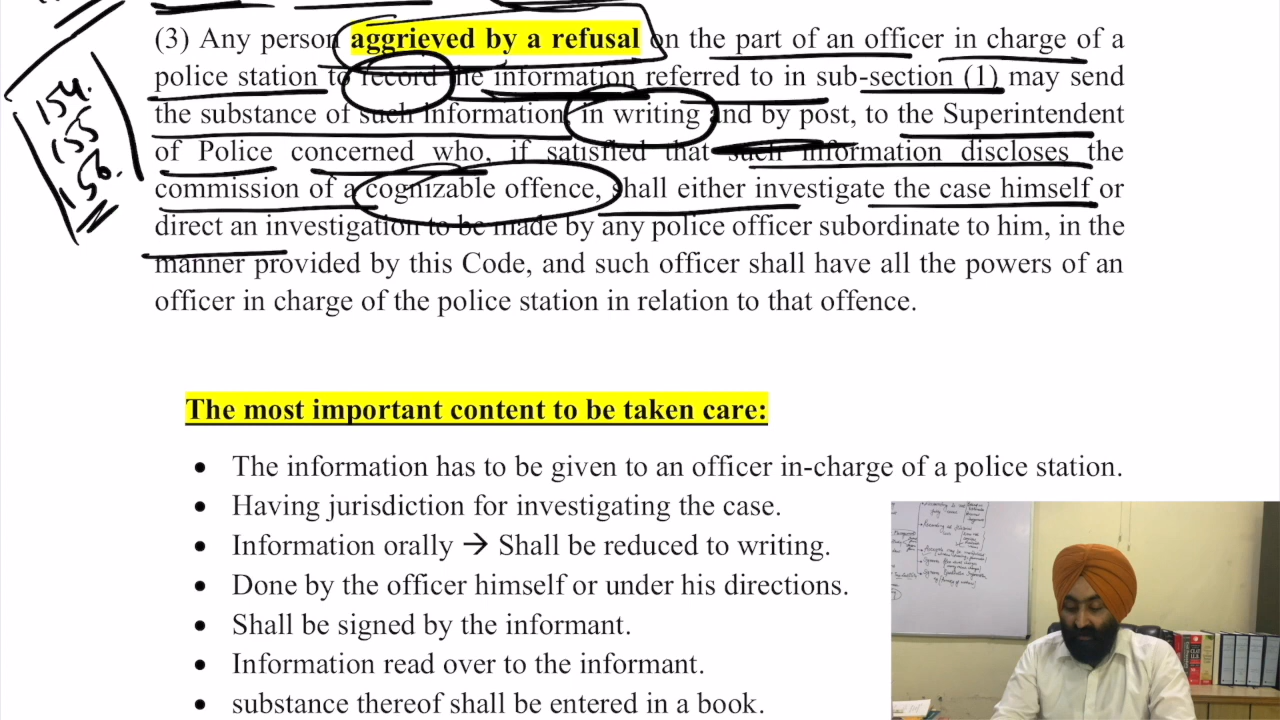 (3) Any person aggrieved by a refusal on the part of an officer in charge of a
police station to record the information referred to in sub-section (1) may send
the substance of such information, in writing and by post, to the Superintendent
of Police concerned who, if satisfied that such information discloses the
commission of a cognizable offence, shall either investigate the case himself or
direct an investigation to be made by any police officer subordinate to him, in the
manner provided by this Code, and such officer shall have all the powers of an
officer in charge of the police station in relation to that offence.
154.
155
156.
The most important content to be taken care:
• The information has to be given to an officer in-charge of a police station.
• Having jurisdiction for investigating the case.
• Information orally → Shall be reduced to writing.
• Done by the officer himself or under his directions.
• Shall be signed by the informant.
• Information read over to the informant.
• substance thereof shall be entered in a book.